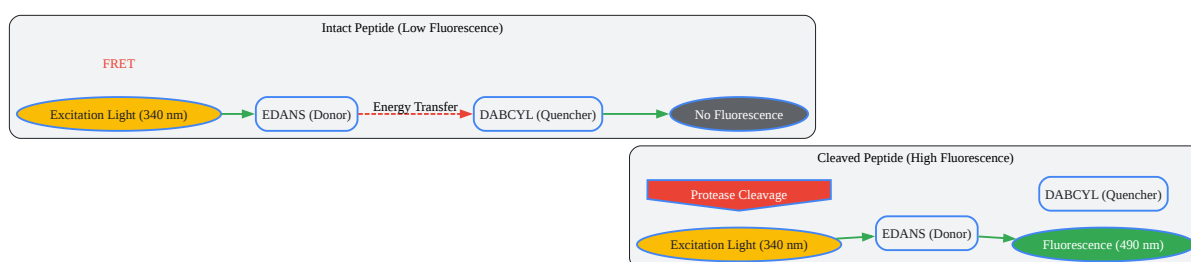 Intact Peptide (Low Fluorescence)
FRET
Excitation Light (340 nm)
EDANS (Donor)
Energy Transfer
DABCYL (Quencher)
No Fluorescence
Cleaved Peptide (High Fluorescence)
Protease Cleavage
DABCYL (Quencher)
Excitation Light (340 nm)
EDANS (Donor)
Fluorescence (490 nm)